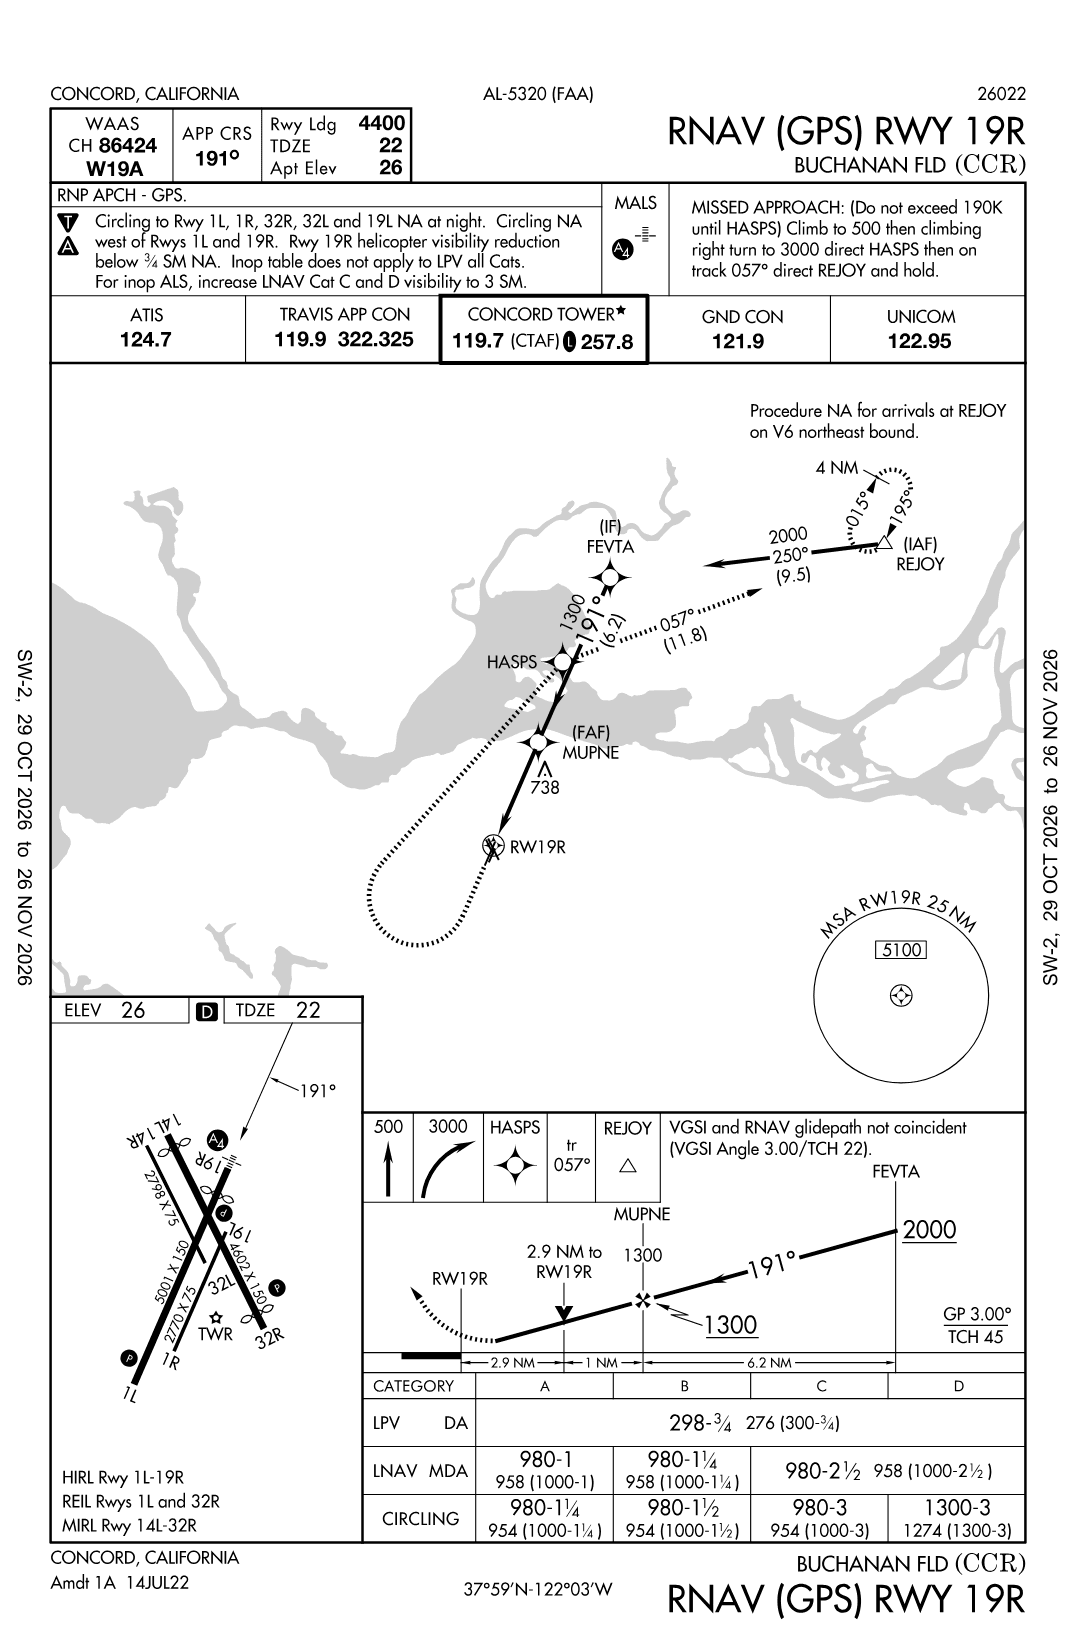 CONCORD, CALIFORNIA
AL-5320 (FAA)
26022
WAAS
CH 86424
W19A
APP CRS
191°
Rwy Ldg 4400
TDZE 22
Apt Elev 26
RNAV (GPS) RWY 19R
BUCHANAN FLD (CCR)
RNP APCH - GPS.
T
A
Circling to Rwy 1L, 1R, 32R, 32L and 19L NA at night. Circling NA
west of Rwys 1L and 19R. Rwy 19R helicopter visibility reduction
below ¾ SM NA. Inop table does not apply to LPV all Cats.
For inop ALS, increase LNAV Cat C and D visibility to 3 SM.
MALS
A4
MISSED APPROACH: (Do not exceed 190K
until HASPS) Climb to 500 then climbing
right turn to 3000 direct HASPS then on
track 057° direct REJOY and hold.
ATIS
124.7
TRAVIS APP CON
119.9 322.325
CONCORD TOWER★
119.7 (CTAF) L 257.8
GND CON
121.9
UNICOM
122.95
Procedure NA for arrivals at REJOY
on V6 northeast bound.
4 NM
015°
195°
(IAF)
REJOY
2000
250°
(9.5)
(IF)
FEVTA
1300
191°
(6.2)
057°
(11.8)
HASPS
(FAF)
MUPNE
738
RW19R
MSA RW19R 25 NM
5100
SW-2, 29 OCT 2026 to 26 NOV 2026
SW-2, 29 OCT 2026 to 26 NOV 2026
ELEV 26
D
TDZE 22
191°
14R
14L
A4
19R
2798 X 75
P
19L
5001 X 150
4602 X 150
32L
P
2770 X 75
TWR
32R
P
1R
1L
HIRL Rwy 1L-19R
REIL Rwys 1L and 32R
MIRL Rwy 14L-32R
500
3000
HASPS
tr
057°
REJOY
VGSI and RNAV glidepath not coincident
(VGSI Angle 3.00/TCH 22).
FEVTA
MUPNE
2000
2.9 NM to
RW19R
1300
191°
RW19R
1300
GP 3.00°
TCH 45
2.9 NM
1 NM
6.2 NM
CATEGORY A B C D
LPV DA 298-¾ 276 (300-¾)
LNAV MDA
980-1
958 (1000-1)
980-1¼
958 (1000-1¼)
980-2½ 958 (1000-2½)
CIRCLING
980-1¼
954 (1000-1¼)
980-1½
954 (1000-1½)
980-3
954 (1000-3)
1300-3
1274 (1300-3)
CONCORD, CALIFORNIA
Amdt 1A 14JUL22
37°59'N-122°03'W
BUCHANAN FLD (CCR)
RNAV (GPS) RWY 19R